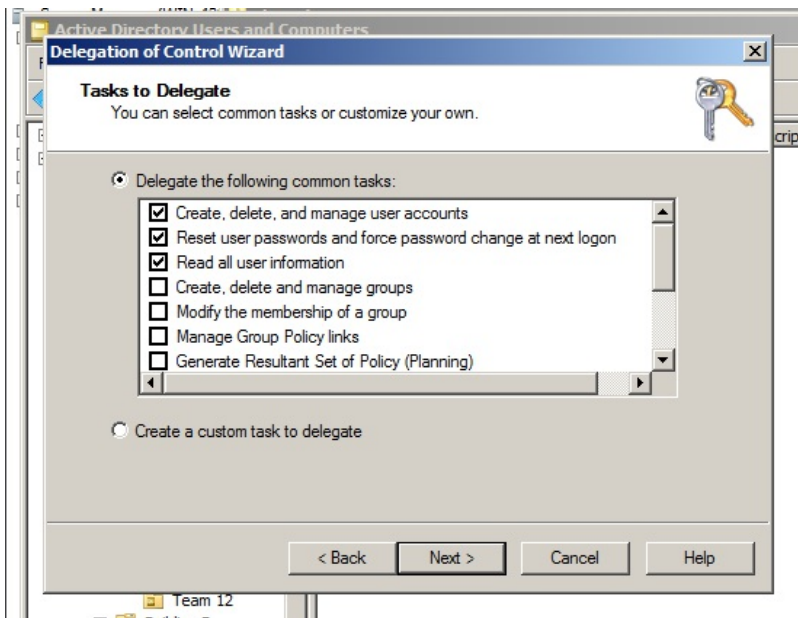 Active Directory Users and Computers
Delegation of Control Wizard
Tasks to Delegate
You can select common tasks or customize your own.
Delegate the following common tasks:
Create, delete, and manage user accounts
Reset user passwords and force password change at next logon
Read all user information
Create, delete and manage groups
Modify the membership of a group
Manage Group Policy links
Generate Resultant Set of Policy (Planning)
Create a custom task to delegate
< Back
Next >
Cancel
Help
Team 12